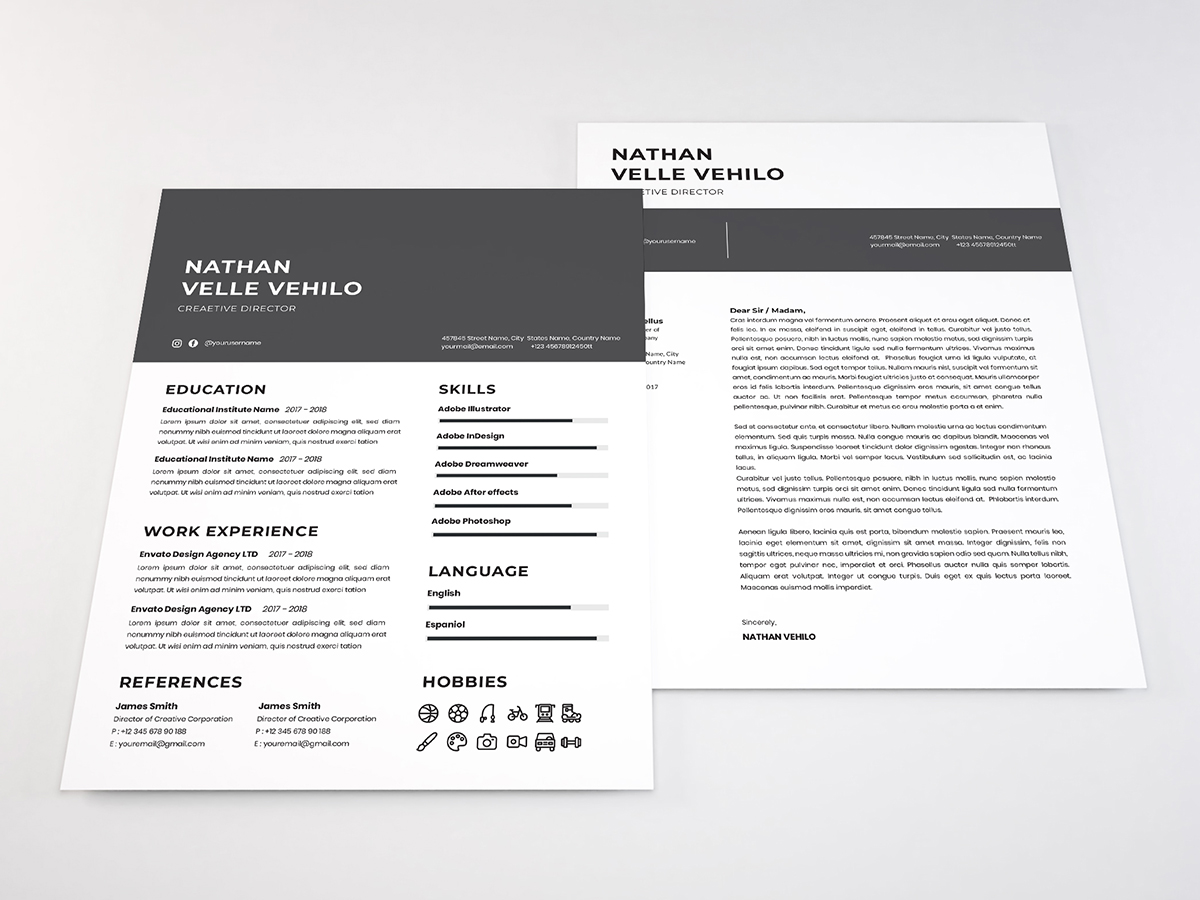 NATHAN
VELLE VEHILO
CREAETIVE DIRECTOR
@yourusername
457845 Street Name, City States Name, Country Name
yourmail@email.com +123 45678912450tt
EDUCATION
Educational Institute Name 2017 - 2018
Lorem ipsum dolor sit amet, consectetuer adipiscing elit, sed diam
nonummy nibh euismod tincidunt ut laoreet dolore magna aliquam erat
volutpat. Ut wisi enim ad minim veniam, quis nostrud exerci tation
Educational Institute Name 2017 - 2018
Lorem ipsum dolor sit amet, consectetuer adipiscing elit, sed diam
nonummy nibh euismod tincidunt ut laoreet dolore magna aliquam erat
volutpat. Ut wisi enim ad minim veniam, quis nostrud exerci tation
WORK EXPERIENCE
Envato Design Agency LTD 2017 - 2018
Lorem ipsum dolor sit amet, consectetuer adipiscing elit, sed diam
nonummy nibh euismod tincidunt ut laoreet dolore magna aliquam erat
volutpat. Ut wisi enim ad minim veniam, quis nostrud exerci tation
Envato Design Agency LTD 2017 - 2018
Lorem ipsum dolor sit amet, consectetuer adipiscing elit, sed diam
nonummy nibh euismod tincidunt ut laoreet dolore magna aliquam erat
volutpat. Ut wisi enim ad minim veniam, quis nostrud exerci tation
REFERENCES
James Smith
Director of Creative Corporation
P : +12 345 678 90 188
E : youremail@gmail.com
James Smith
Director of Creative Corporation
P : +12 345 678 90 188
E : youremail@gmail.com
SKILLS
Adobe Illustrator
Adobe InDesign
Adobe Dreamweaver
Adobe After effects
Adobe Photoshop
LANGUAGE
English
Espaniol
HOBBIES
NATHAN
VELLE VEHILO
ETIVE DIRECTOR
@yourusername
457845 Street Name, City States Name, Country Name
yourmail@email.com +123 45678912450tt
ellus
er of
any
Name, City
ountry Name
017
Dear Sir / Madam,
Cras interdum magna vel fermentum ornare. Praesent aliquet et arcu eget aliquet. Donec et
felis leo. In ex massa, eleifend in suscipit eget, eleifend in tellus. Curabitur vel justo tellus.
Pellentesque posuere, nibh in luctus mollis, nunc sapien molestie metus, sed dignissim turpis
orci sit amet enim. Donec tincidunt ligula sed nulla fermentum ultrices. Vivamus maximus
nulla est, non accumsan lectus eleifend at. Phasellus feugiat urna id ligula vulputate, at
feugiat ipsum dapibus. Sed eget tempor tellus. Nullam mauris nisl, suscipit vel fermentum sit
amet, condimentum ac mauris. Morbi feugiat ultricies justo at consequat. Mauris ullamcorper
eros id felis lobortis interdum. Pellentesque dignissim eros mauris, sit amet congue tellus
auctor ac. Ut non facilisis erat. Pellentesque tempor metus accumsan, pharetra nulla
pellentesque, pulvinar nibh. Curabitur et metus ac arcu molestie porta a et enim.
Sed et consectetur ante, et consectetur libero. Nullam molestie urna ac luctus condimentum
elementum. Sed quis turpis massa. Nulla congue mauris ac dapibus blandit. Maecenas vel
maximus ligula. Suspendisse laoreet tincidunt dolor dignissim egestas. Integer non rhoncus
tellus, in aliquam ligula. Morbi vel semper lacus. Vestibulum sed sollicitudin est, ac lacinia
lacus.
Curabitur vel justo tellus. Pellentesque posuere, nibh in luctus mollis, nunc sapien molestie
metus, sed dignissim turpis orci sit amet enim. Donec tincidunt ligula sed nulla fermentum
ultrices. Vivamus maximus nulla est, non accumsan lectus eleifend at. Phlobortis interdum,
Pellentesque dignissim eros mauris, sit amet congue tellus.
Aenean ligula libero, lacinia quis est porta, bibendum molestie sapien. Praesent mauris leo,
lacinia eget elementum sit amet, dignissim sit amet massa. Integer dignissim, felis non
sagittis ultrices, neque massa ultricies mi, non gravida sapien odio sed quam. Nulla tellus nibh,
tempor eget pulvinar nec, imperdiet et orci. Phasellus auctor nulla quis semper lobortis.
Aliquam erat volutpat. Integer ut congue turpis. Duis eget ex quis lectus porta laoreet.
Maecenas euismod mollis imperdiet.
Sincerely,
NATHAN VEHILO